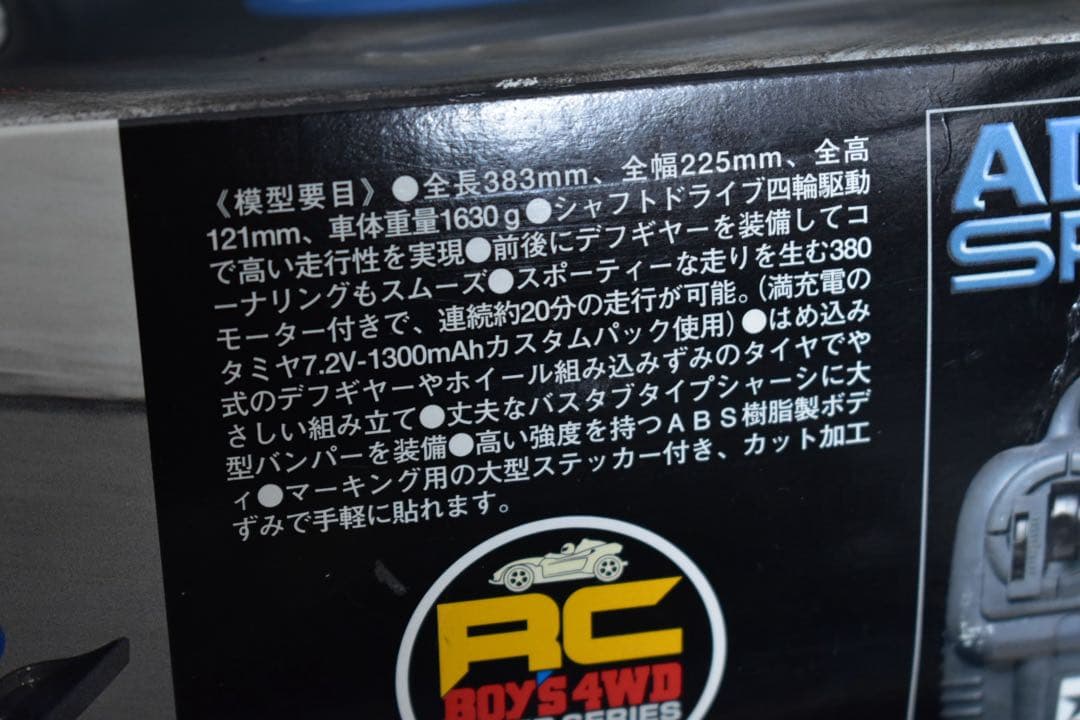 《模型要目》●全長383mm、全幅225mm、全高
121mm、車体重量1630g●シャフトドライブ四輪駆動
で高い走行性を実現●前後にデフギヤーを装備してコ
ーナリングもスムーズ●スポーティーな走りを生む380
モーター付きで、連続約20分の走行が可能。(満充電の
タミヤ7.2V-1300mAhカスタムパック使用)●はめ込み
式のデフギヤーやホイール組み込みずみのタイヤでや
さしい組み立て●丈夫なバスタブタイプシャーシに大
型バンパーを装備●高い強度を持つABS樹脂製ボデ
ィ●マーキング用の大型ステッカー付き、カット加工
ずみで手軽に貼れます。
RC
BOY'S 4WD
SERIES